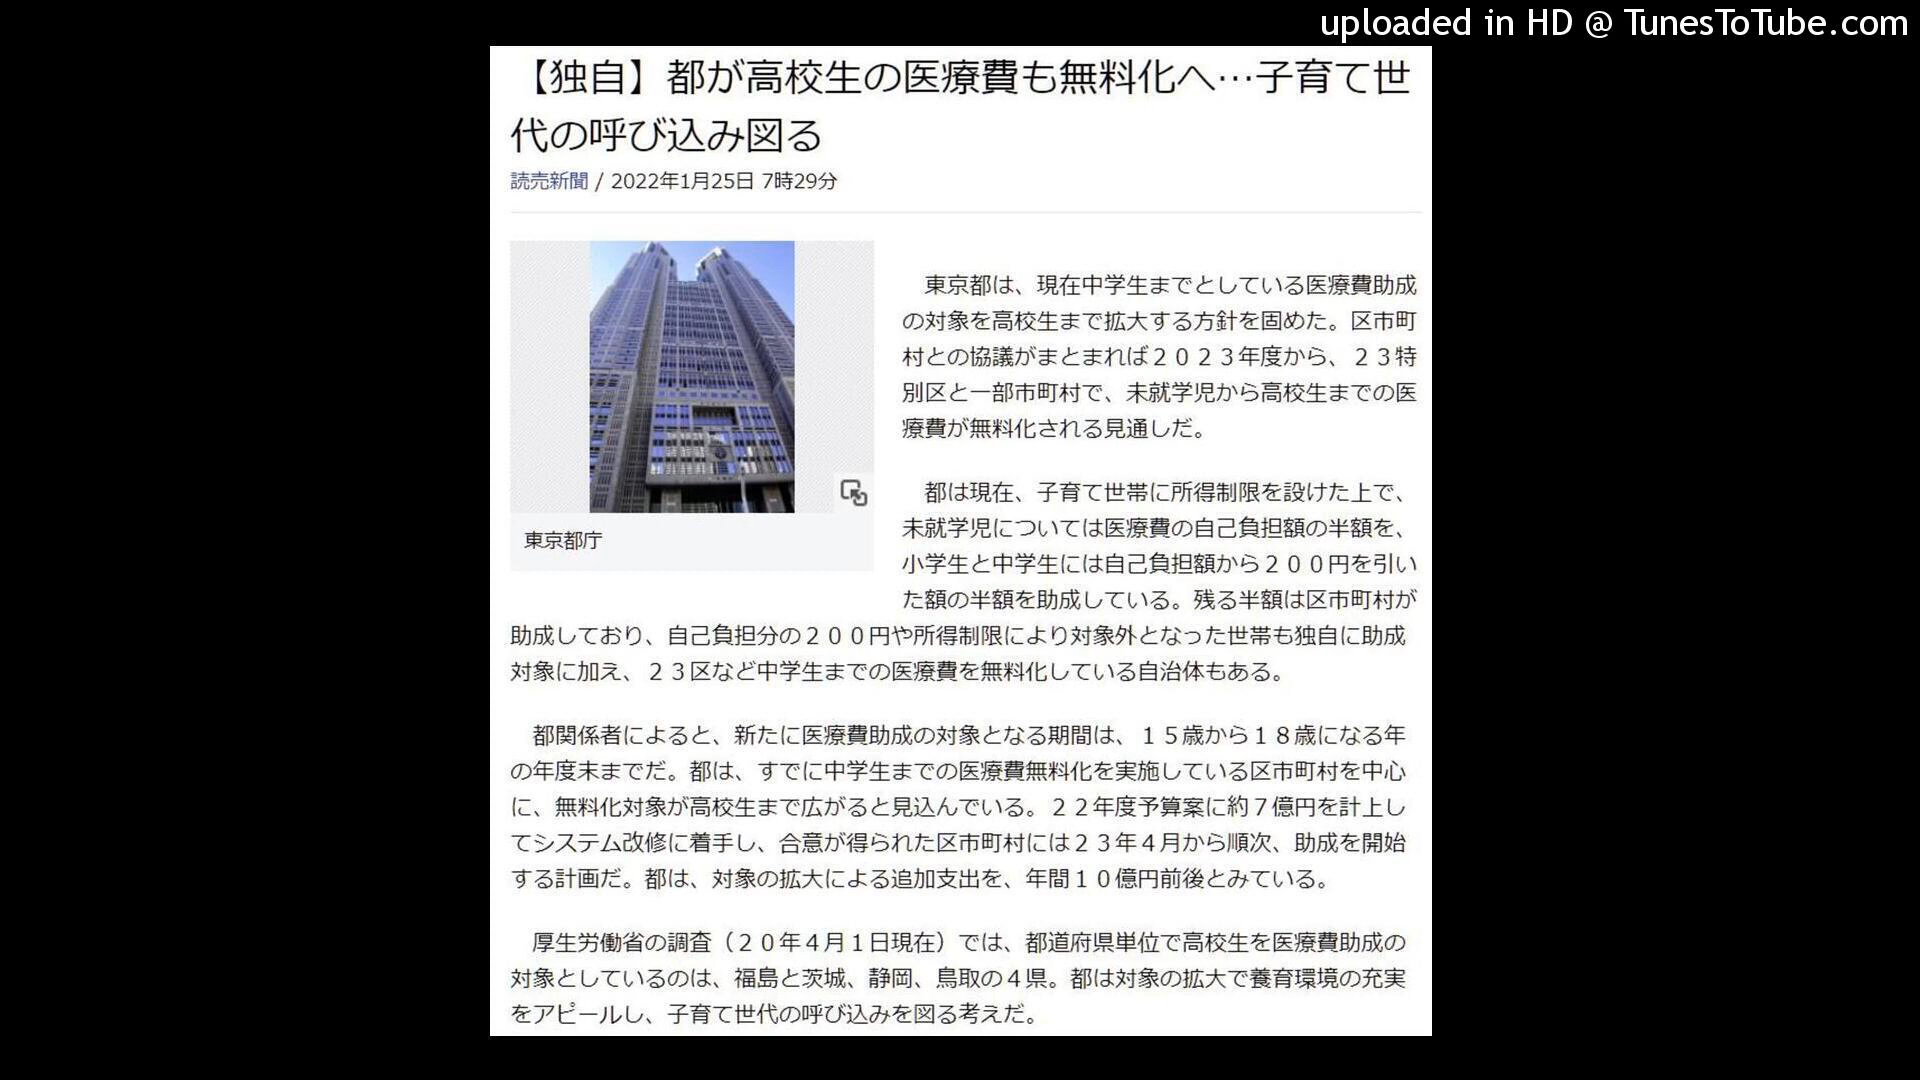 uploaded in HD @ TunesToTube.com
【独自】都が高校生の医療費も無料化へ…子育て世
代の呼び込み図る
読売新聞 / 2022年1月25日 7時29分
東京都は、現在中学生までとしている医療費助成
の対象を高校生まで拡大する方針を固めた。区市町
村との協議がまとまれば２０２３年度から、２３特
別区と一部市町村で、未就学児から高校生までの医
療費が無料化される見通しだ。
東京都庁
都は現在、子育て世帯に所得制限を設けた上で、
未就学児については医療費の自己負担額の半額を、
小学生と中学生には自己負担額から２００円を引い
た額の半額を助成している。残る半額は区市町村が
助成しており、自己負担分の２００円や所得制限により対象外となった世帯も独自に助成
対象に加え、２３区など中学生までの医療費を無料化している自治体もある。
都関係者によると、新たに医療費助成の対象となる期間は、１５歳から１８歳になる年
の年度末までだ。都は、すでに中学生までの医療費無料化を実施している区市町村を中心
に、無料化対象が高校生まで広がると見込んでいる。２２年度予算案に約７億円を計上し
てシステム改修に着手し、合意が得られた区市町村には２３年４月から順次、助成を開始
する計画だ。都は、対象の拡大による追加支出を、年間１０億円前後とみている。
厚生労働省の調査（２０年４月１日現在）では、都道府県単位で高校生を医療費助成の
対象としているのは、福島と茨城、静岡、鳥取の４県。都は対象の拡大で養育環境の充実
をアピールし、子育て世代の呼び込みを図る考えだ。